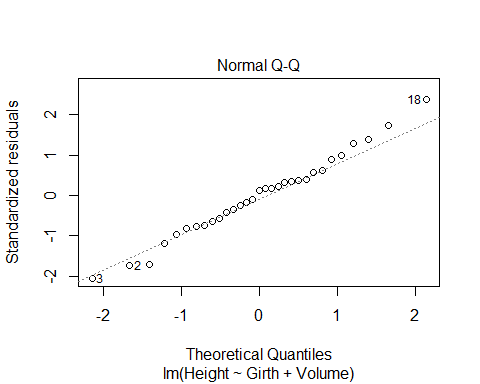 Normal Q-Q
Standardized residuals
2
1
0
-1
-2
18
2
3
-2 -1 0 1 2
Theoretical Quantiles
lm(Height ~ Girth + Volume)